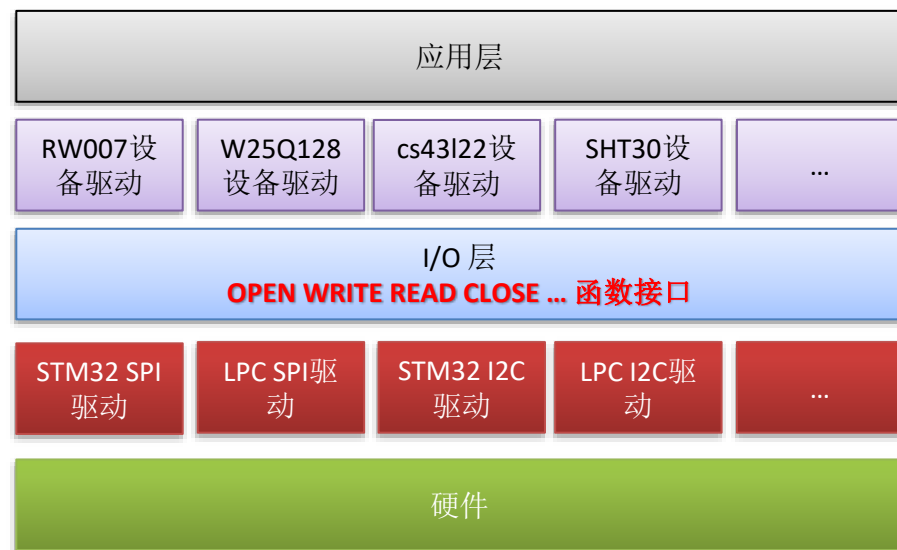 应用层
RW007设
备驱动
W25Q128
设备驱动
cs43l22设
备驱动
SHT30设
备驱动
…
I/O 层
OPEN WRITE READ CLOSE … 函数接口
STM32 SPI
驱动
LPC SPI驱
动
STM32 I2C
驱动
LPC I2C驱
动
…
硬件